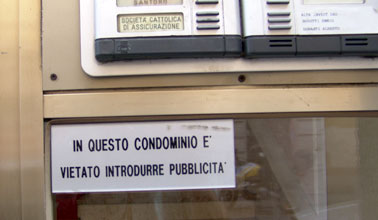 SANTORO
SOCIETA CATTOLICA
DI ASSICURAZIONE
IN QUESTO CONDOMINIO E'
VIETATO INTRODURRE PUBBLICITA'